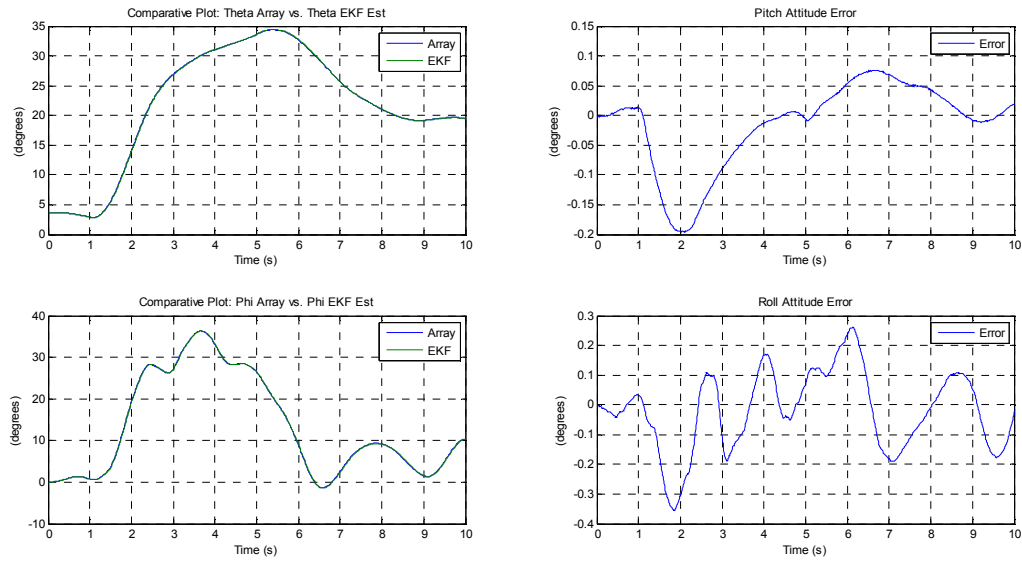 Comparative Plot: Theta Array vs. Theta EKF Est
35
30
25
20
15
10
5
0
(degrees)
Array
EKF
0 1 2 3 4 5 6 7 8 9 10
Time (s)
Pitch Attitude Error
0.15
0.1
0.05
0
-0.05
-0.1
-0.15
-0.2
(degrees)
Error
0 1 2 3 4 5 6 7 8 9 10
Time (s)
Comparative Plot: Phi Array vs. Phi EKF Est
40
30
20
10
0
-10
(degrees)
Array
EKF
0 1 2 3 4 5 6 7 8 9 10
Time (s)
Roll Attitude Error
0.3
0.2
0.1
0
-0.1
-0.2
-0.3
-0.4
(degrees)
Error
0 1 2 3 4 5 6 7 8 9 10
Time (s)